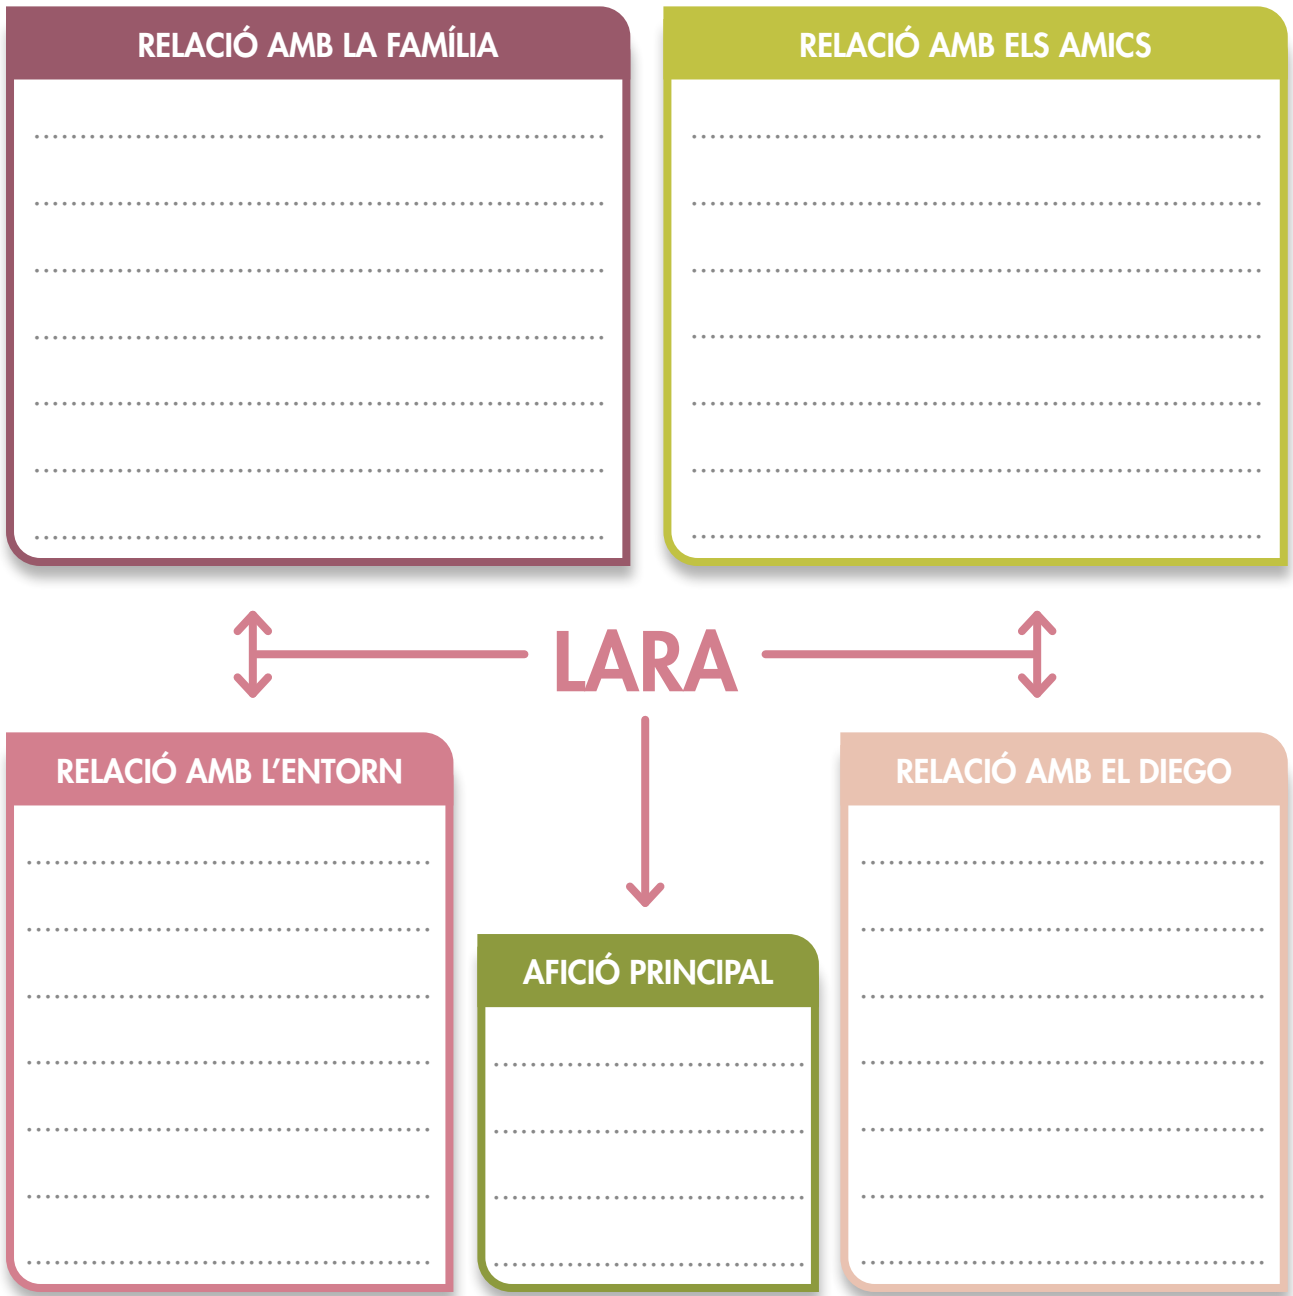 RELACIÓ AMB LA FAMÍLIA
RELACIÓ AMB ELS AMICS
LARA
RELACIÓ AMB L’ENTORN
RELACIÓ AMB EL DIEGO
AFICIÓ PRINCIPAL